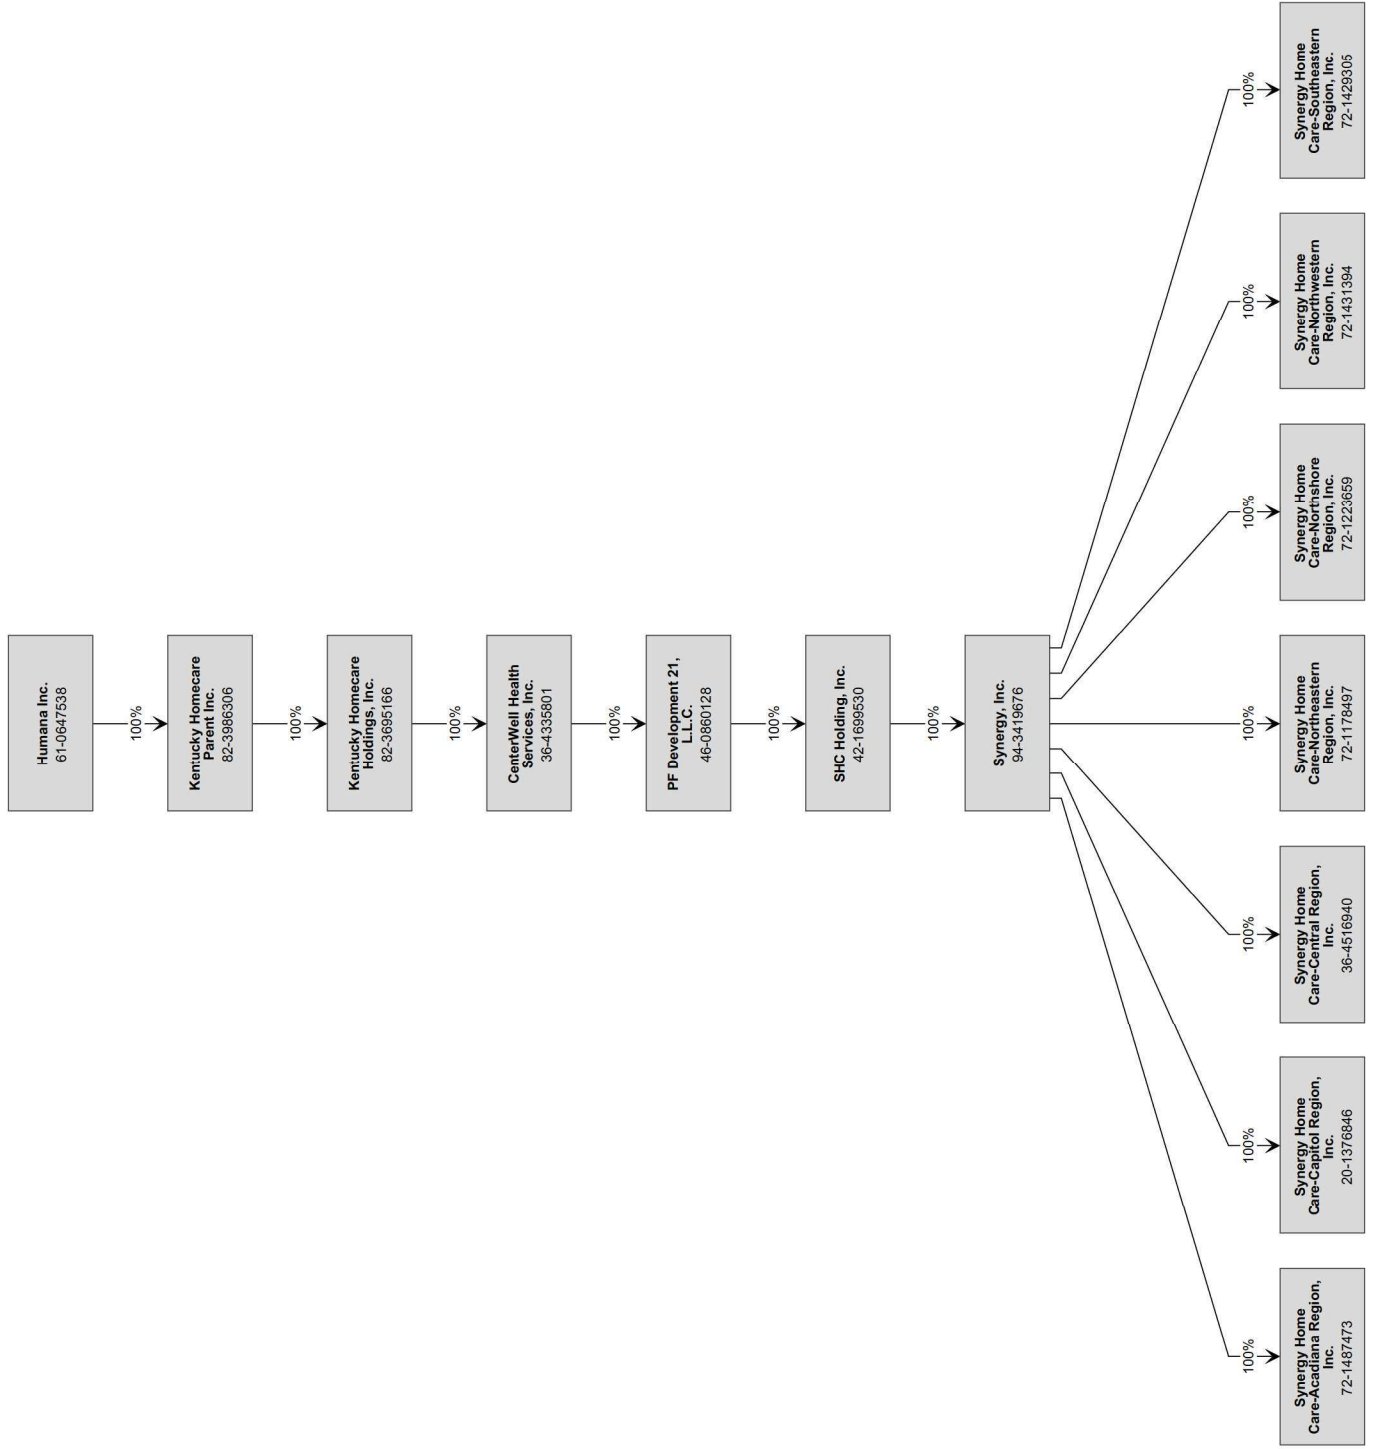 Humana Inc.
61-0647538
100%
Kentucky Homecare
Parent Inc.
82-3986306
100%
Kentucky Homecare
Holdings, Inc.
82-3695166
100%
CenterWell Health
Services, Inc.
36-4335801
100%
PF Development 21,
L.L.C.
46-0860128
100%
SHC Holding, Inc.
42-1699530
100%
Synergy, Inc.
94-3419676
100%
Synergy Home
Care-Acadiana Region,
Inc.
72-1487473
100%
Synergy Home
Care-Capitol Region,
Inc.
20-1376846
100%
Synergy Home
Care-Central Region,
Inc.
36-4516940
100%
Synergy Home
Care-Northeastern
Region, Inc.
72-1178497
100%
Synergy Home
Care-Northshore
Region, Inc.
72-1223659
100%
Synergy Home
Care-Northwestern
Region, Inc.
72-1431394
100%
Synergy Home
Care-Southeastern
Region, Inc.
72-1429305